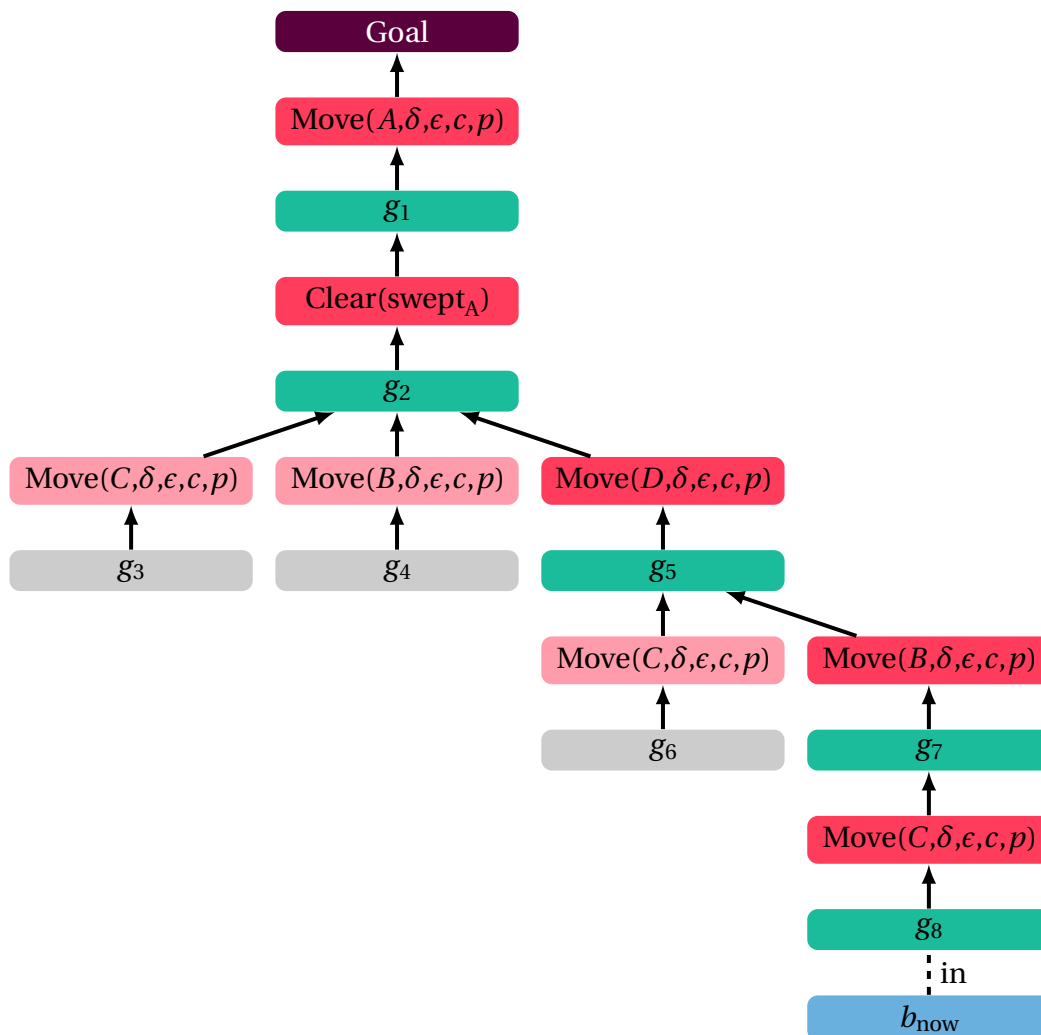 Goal
Move(A,δ,ϵ,c,p)
g1
Clear(sweptA)
g2
Move(C,δ,ϵ,c,p) Move(B,δ,ϵ,c,p) Move(D,δ,ϵ,c,p)
g3 g4 g5
Move(C,δ,ϵ,c,p) Move(B,δ,ϵ,c,p)
g6 g7
Move(C,δ,ϵ,c,p)
g8
in
bnow